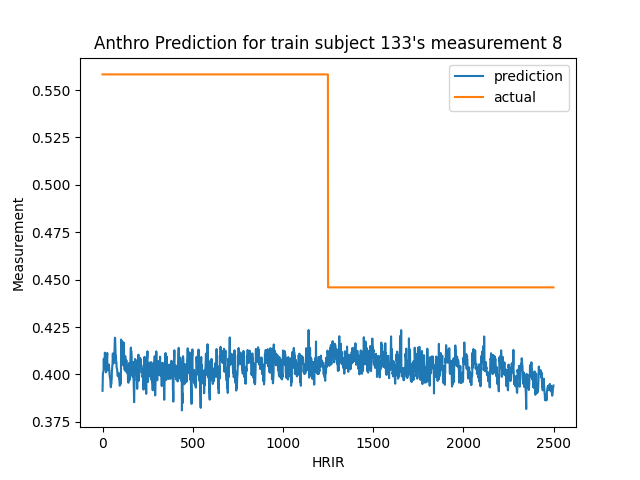 Anthro Prediction for train subject 133's measurement 8
prediction
actual
0.550
0.525
0.500
0.475
0.450
0.425
0.400
0.375
Measurement
0
500
1000
1500
2000
2500
HRIR